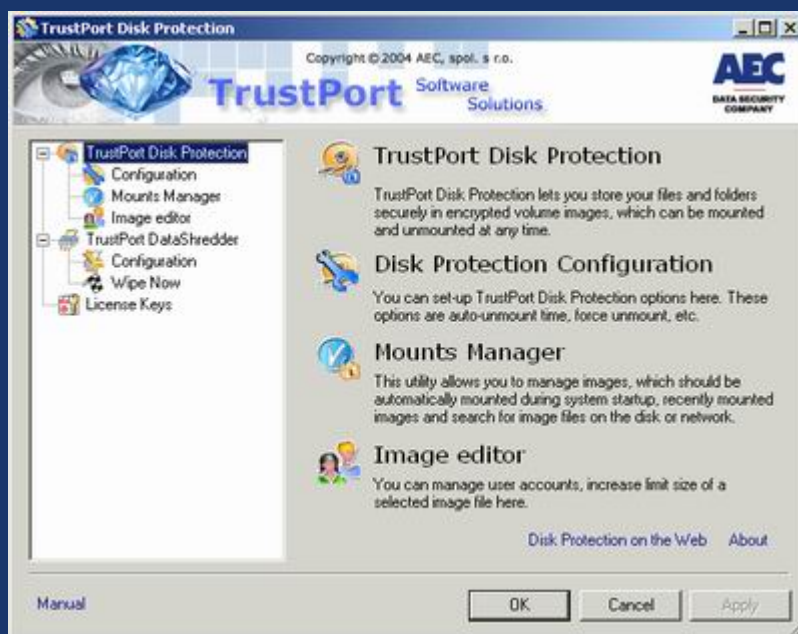 TrustPort Disk Protection
Copyright © 2004 AEC, spol. s r.o.
TrustPort Software
Solutions
AEC
DATA SECURITY
COMPANY
TrustPort Disk Protection
Configuration
Mounts Manager
Image editor
TrustPort DataShredder
Configuration
Wipe Now
License Keys
TrustPort Disk Protection
TrustPort Disk Protection lets you store your files and folders
securely in encrypted volume images, which can be mounted
and unmounted at any time.
Disk Protection Configuration
You can set-up TrustPort Disk Protection options here. These
options are auto-unmount time, force unmount, etc.
Mounts Manager
This utility allows you to manage images, which should be
automatically mounted during system startup, recently mounted
images and search for image files on the disk or network.
Image editor
You can manage user accounts, increase limit size of a
selected image file here.
Disk Protection on the Web About
Manual
OK Cancel Apply